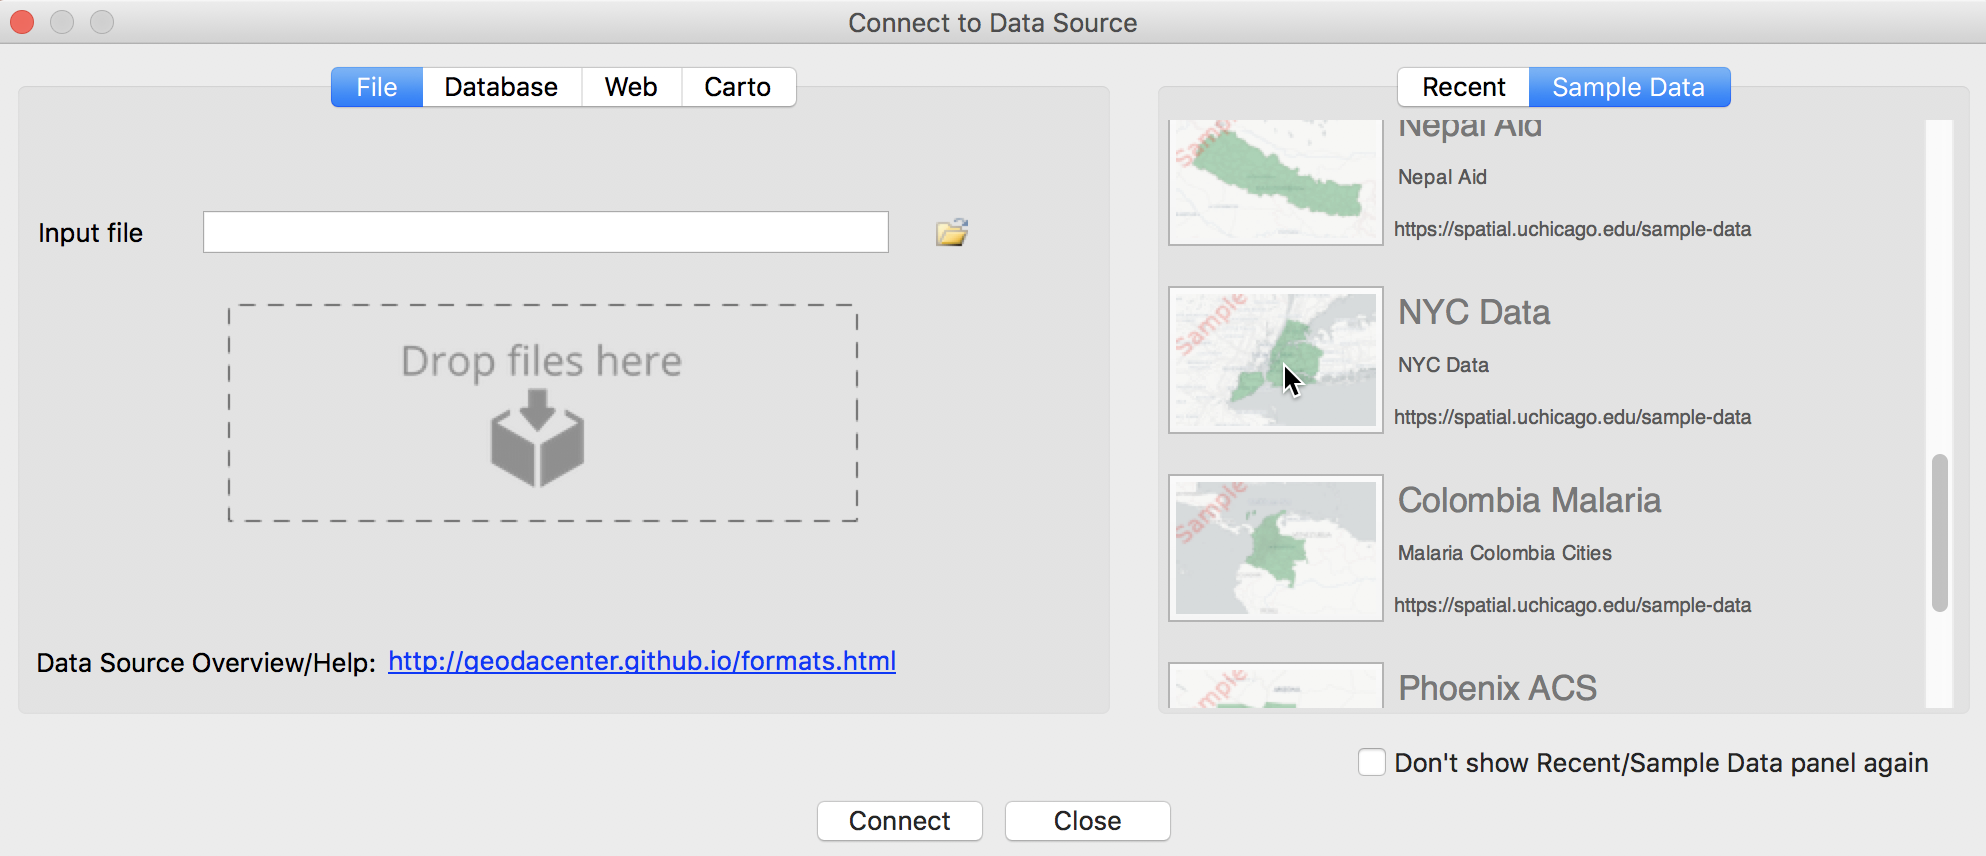 Connect to Data Source
File Database Web Carto
Input file
Drop files here
Data Source Overview/Help: http://geodacenter.github.io/formats.html
Recent Sample Data
Sample
Nepal Aid
Nepal Aid
https://spatial.uchicago.edu/sample-data
Sample
NYC Data
NYC Data
https://spatial.uchicago.edu/sample-data
Sample
Colombia Malaria
Malaria Colombia Cities
https://spatial.uchicago.edu/sample-data
Phoenix ACS
Don't show Recent/Sample Data panel again
Connect Close